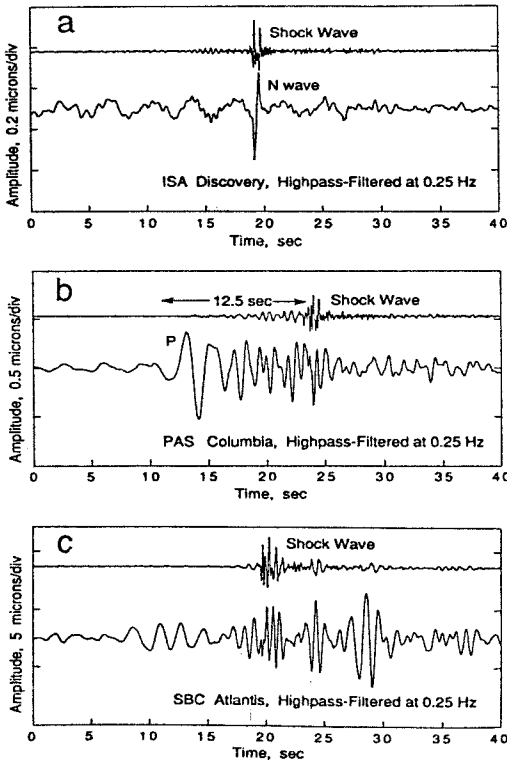 a
Shock Wave
N wave
Amplitude, 0.2 microns/div
ISA Discovery, Highpass-Filtered at 0.25 Hz
0 5 10 15 20 25 30 35 40
Time, sec
b
12.5 sec
Shock Wave
P
Amplitude, 0.5 microns/div
PAS Columbia, Highpass-Filtered at 0.25 Hz
0 5 10 15 20 25 30 35 40
Time, sec
c
Shock Wave
Amplitude, 5 microns/div
SBC Atlantis, Highpass-Filtered at 0.25 Hz
0 5 10 15 20 25 30 35 40
Time, sec